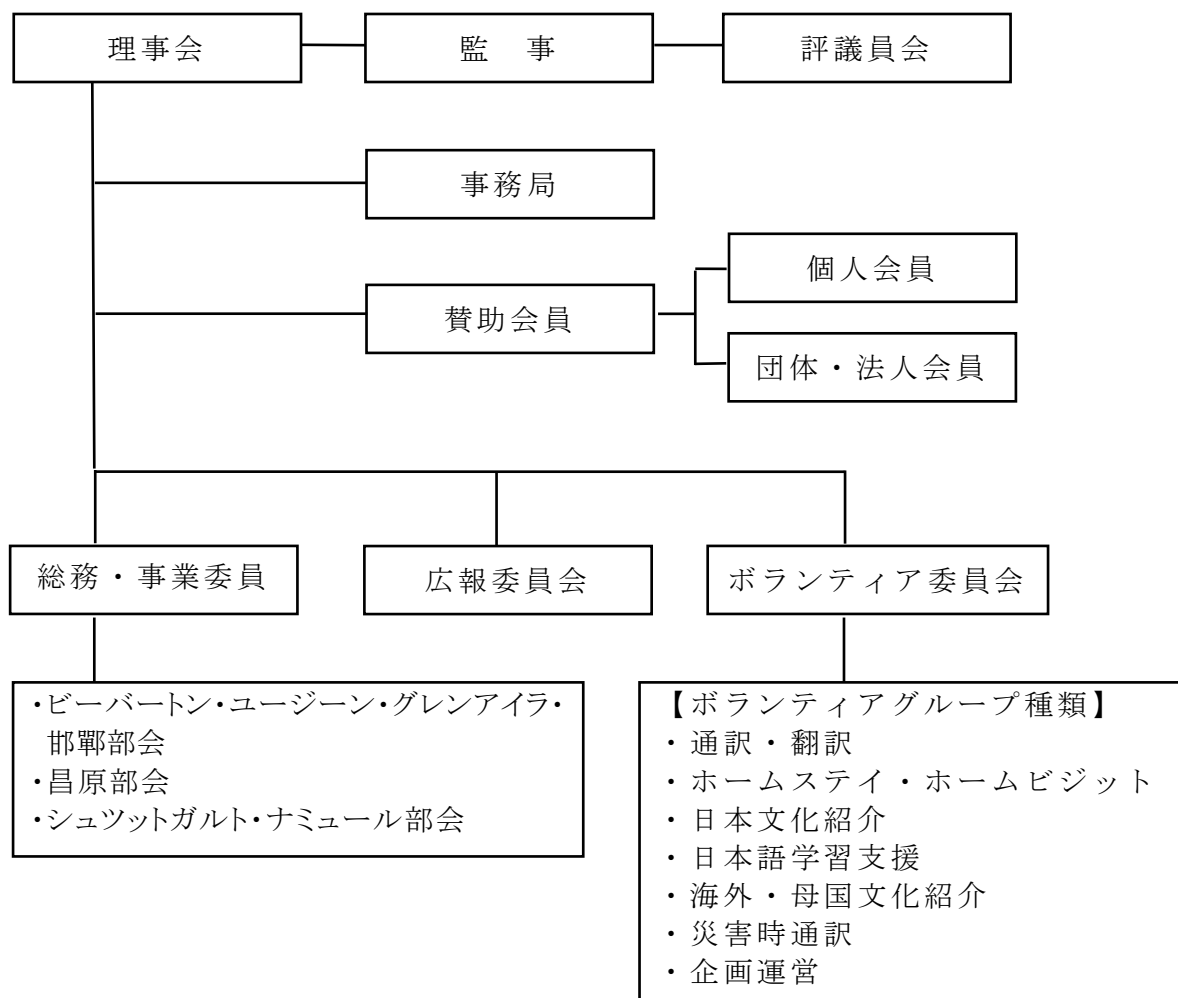 理事会
監　事
評議員会
事務局
個人会員
賛助会員
団体・法人会員
総務・事業委員
広報委員会
ボランティア委員会
・ビーバートン・ユージーン・グレンアイラ・
邯鄲部会
・昌原部会
・シュツットガルト・ナミュール部会
【ボランティアグループ種類】
・通訳・翻訳
・ホームステイ・ホームビジット
・日本文化紹介
・日本語学習支援
・海外・母国文化紹介
・災害時通訳
・企画運営